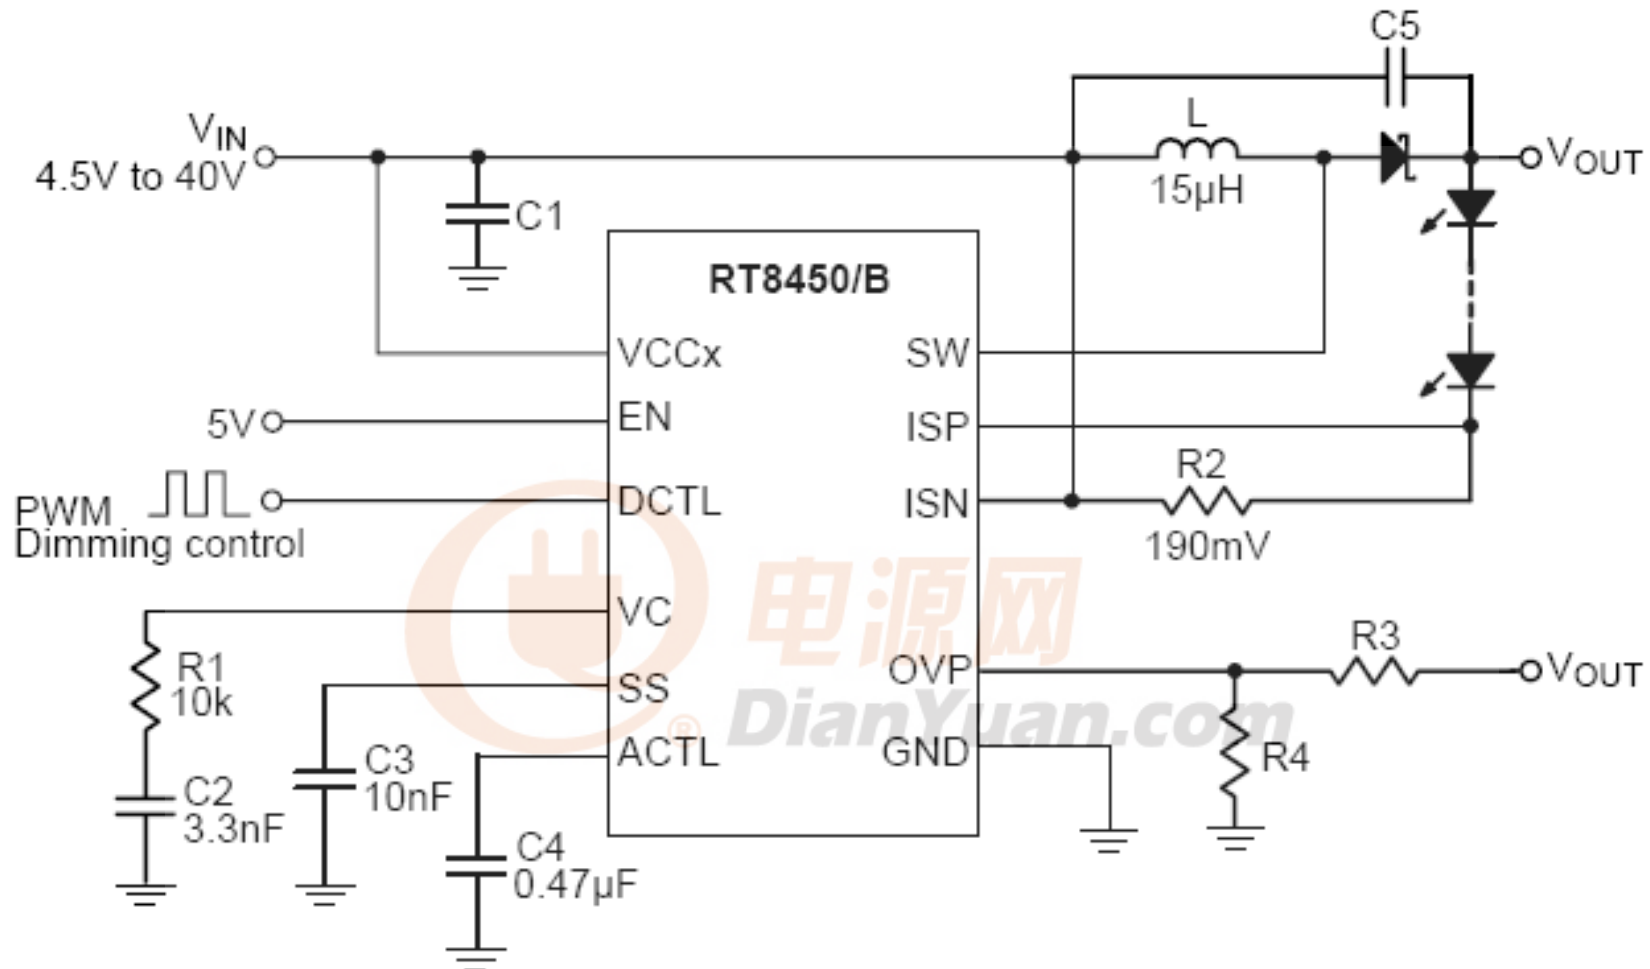 C5
VIN
4.5V to 40V
L
15µH
VOUT
C1
RT8450/B
VCCx
SW
5V
EN
ISP
R2
PWM
Dimming control
DCTL
ISN
190mV
电源网
VC
R1
10k
OVP
R3
VOUT
SS
® DianYuan.com
C3
10nF
ACTL
GND
R4
C2
3.3nF
C4
0.47µF